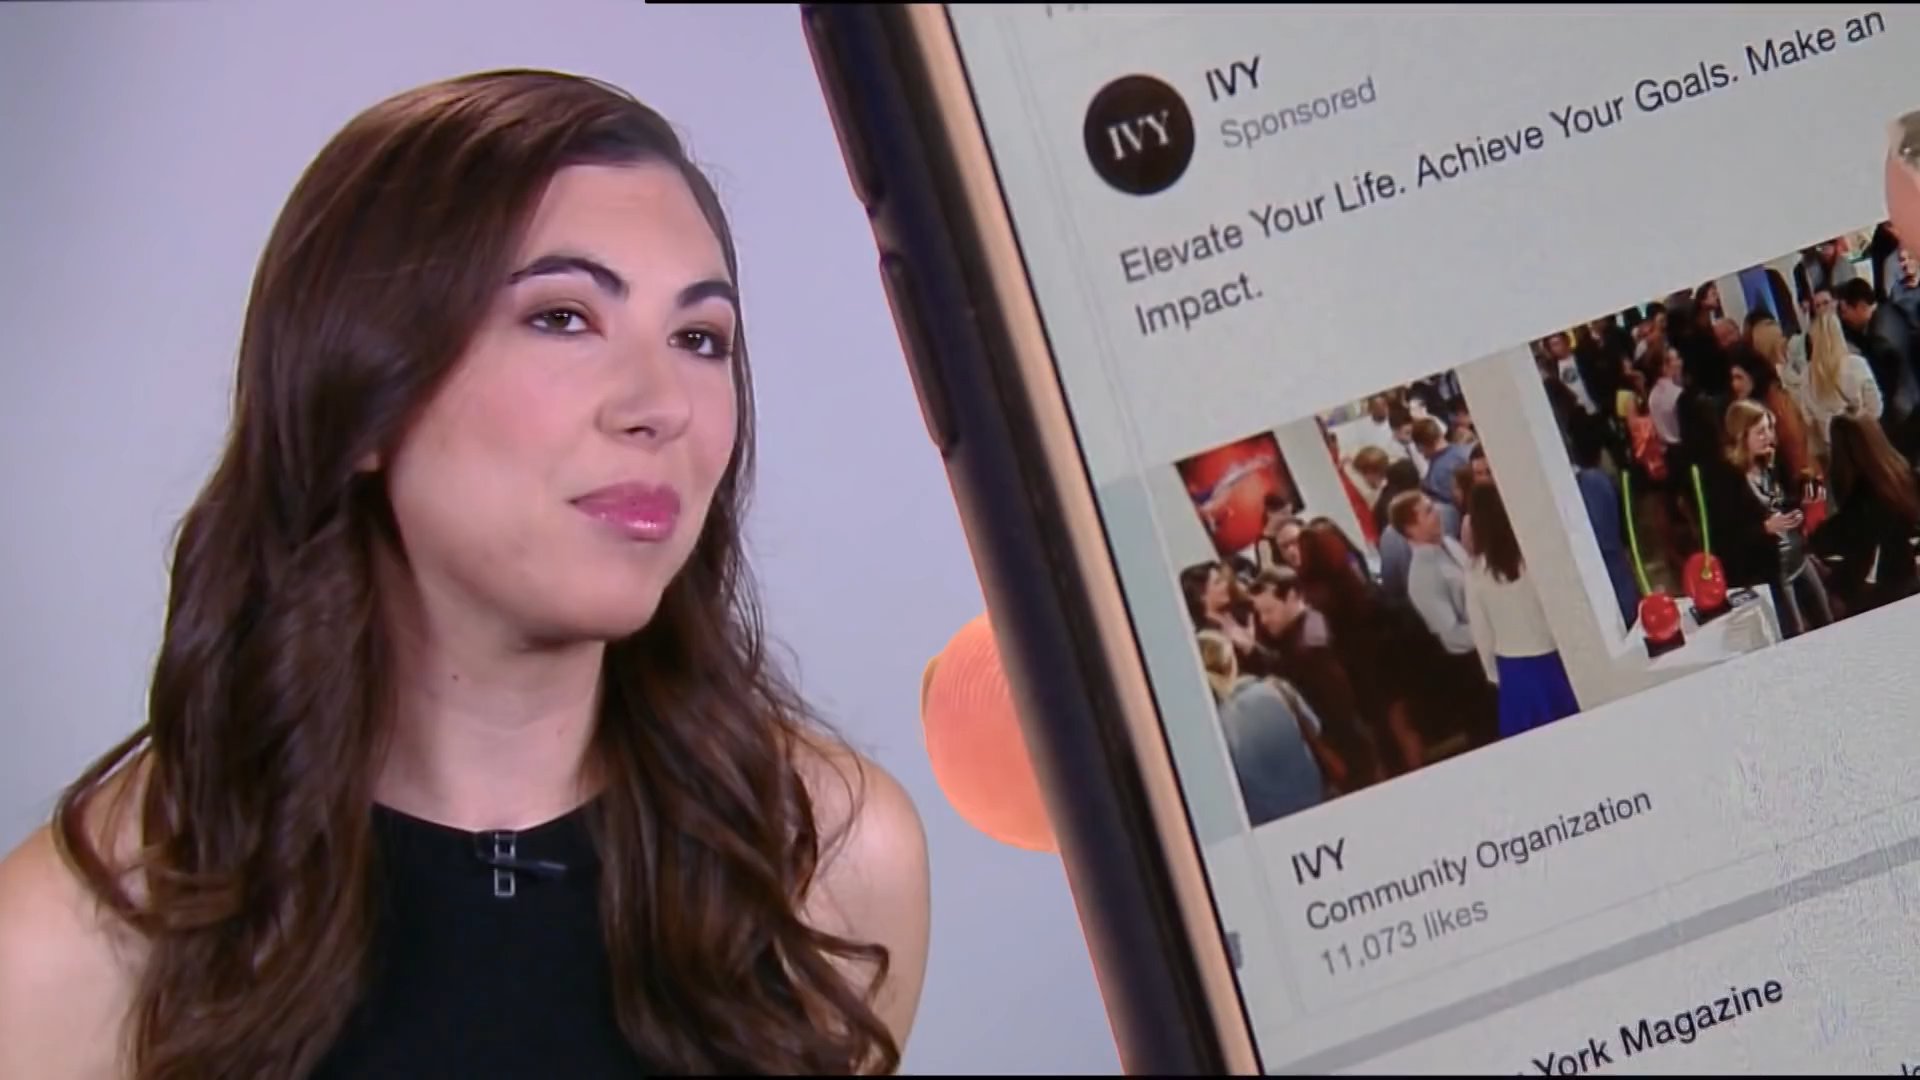 IVY
IVY
Sponsored
Elevate Your Life. Achieve Your Goals. Make an
Impact.
IVY
Community Organization
11,073 likes
York Magazine